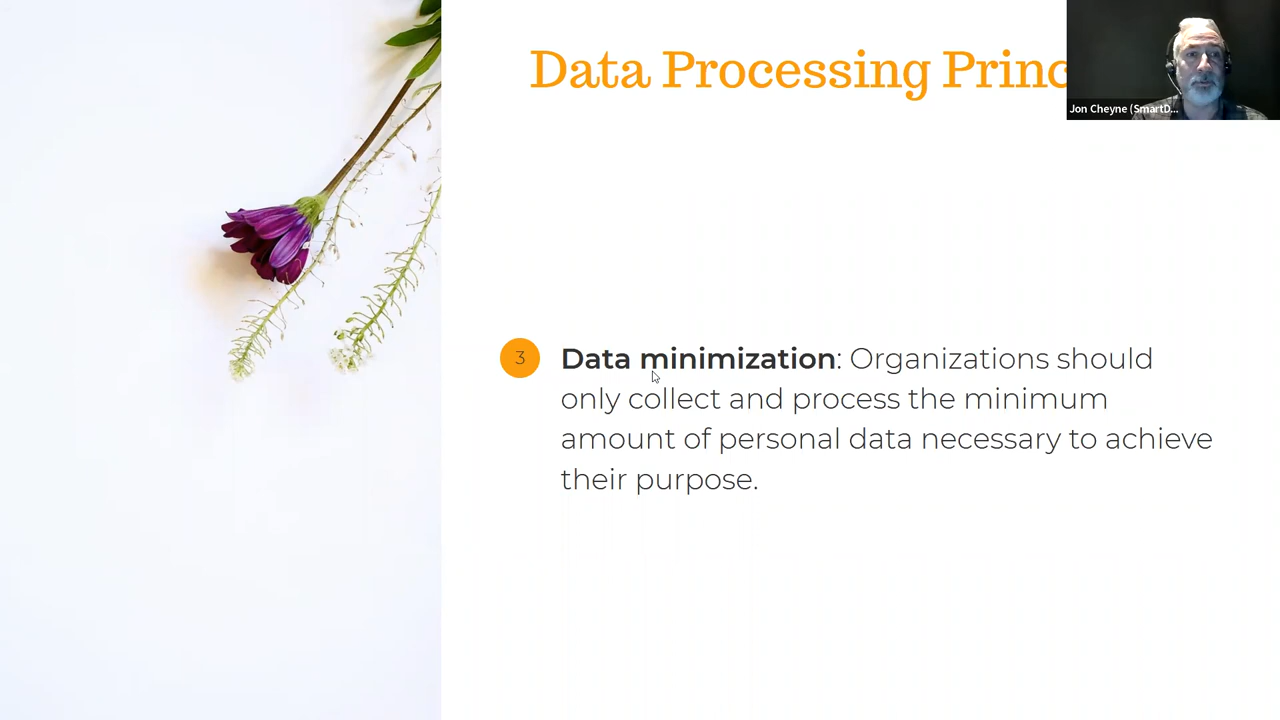 Data Processing Princ
Jon Cheyne (SmartD...
3
Data minimization: Organizations should
only collect and process the minimum
amount of personal data necessary to achieve
their purpose.